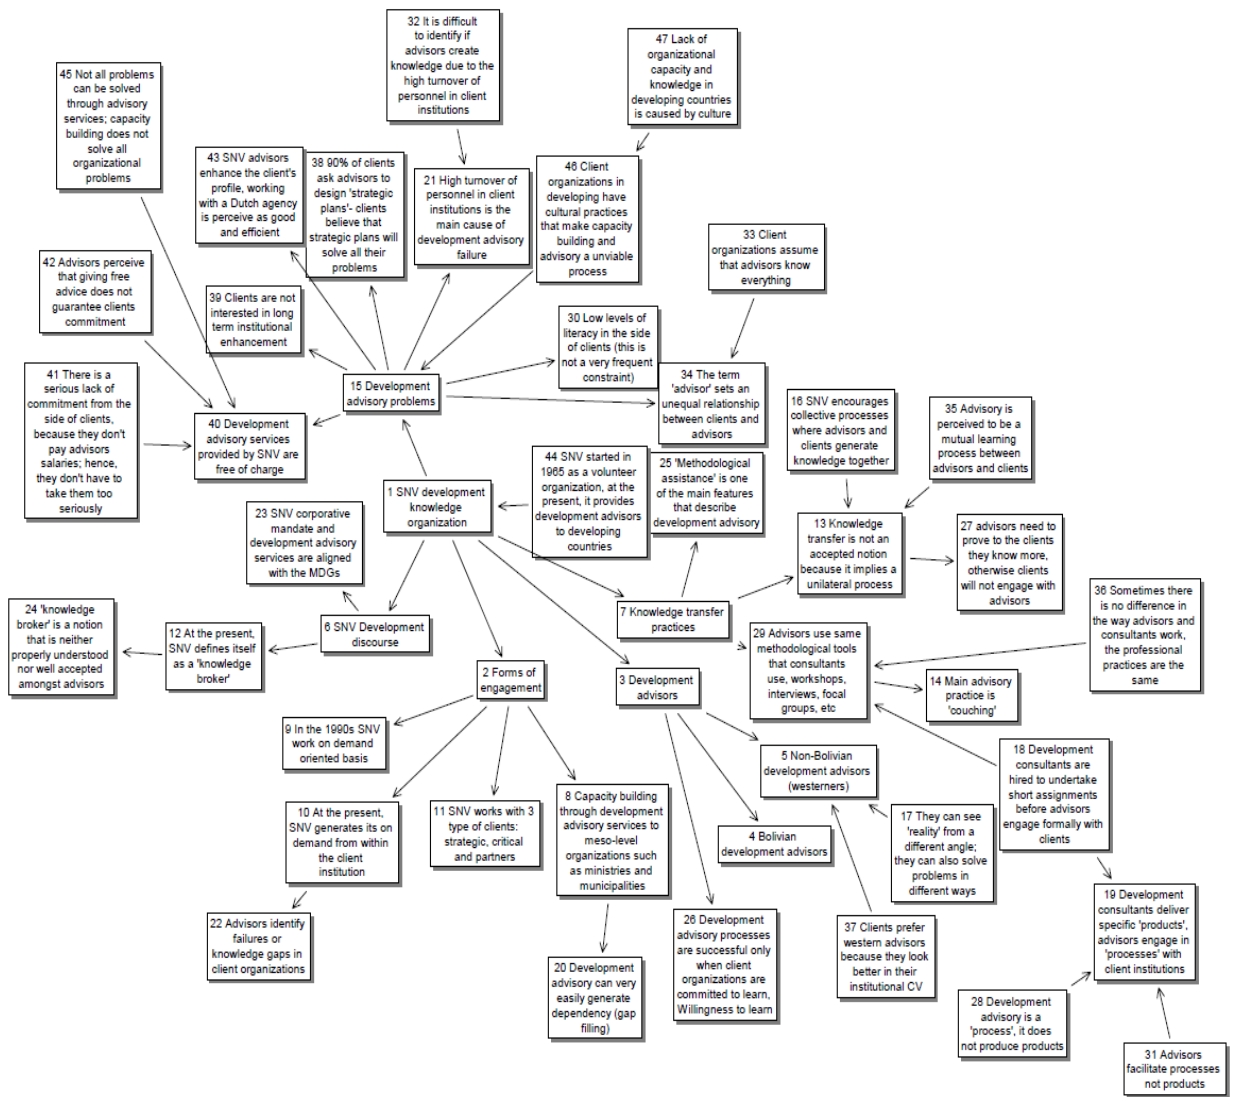 32 It is difficult
to identify if
advisors create
knowledge due to the
high turnover of
personnel in client
institutions
47 Lack of
organizational
capacity and
knowledge in
developing countries
is caused by culture
45 Not all problems
can be solved
through advisory
services; capacity
building does not
solve all
organizational
problems
43 SNV advisors
enhance the client's
profile, working
with a Dutch agency
is perceive as good
and efficient
38 90% of clients
ask advisors to
design 'strategic
plans'- clients
believe that
strategic plans will
solve all their
problems
21 High turnover of
personnel in client
institutions is the
main cause of
development advisory
failure
46 Client
organizations in
developing have
cultural practices
that make capacity
building and
advisory a unviable
process
33 Client
organizations assume
that advisors know
everything
42 Advisors perceive
that giving free
advice does not
guarantee clients
commitment
39 Clients are not
interested in long
term institutional
enhancement
30 Low levels of
literacy in the side
of clients (this is
not a very frequent
constraint)
41 There is a
serious lack of
commitment from the
side of clients,
because they don't
pay advisors
salaries; hence,
they don't have to
take them too
seriously
15 Development
advisory problems
34 The term
'advisor' sets an
unequal relationship
between clients and
advisors
16 SNV encourages
collective processes
where advisors and
clients generate
knowledge together
35 Advisory is
perceived to be a
mutual learning
process between
advisors and clients
40 Development
advisory services
provided by SNV are
free of charge
44 SNV started in
1965 as a volunteer
organization, at the
present, it provides
development advisors
to developing
countries
25 'Methodological
assistance' is one
of the main features
that describe
development advisory
1 SNV development
knowledge
organization
23 SNV corporative
mandate and
development advisory
services are aligned
with the MDGs
13 Knowledge
transfer is not an
accepted notion
because it implies a
unilateral process
27 advisors need to
prove to the clients
they know more,
otherwise clients
will not engage with
advisors
36 Sometimes there
is no difference in
the way advisors and
consultants work,
the professional
practices are the
same
24 'knowledge
broker' is a notion
that is neither
properly understood
nor well accepted
amongst advisors
12 At the present,
SNV defines itself
as a 'knowledge
broker'
6 SNV Development
discourse
7 Knowledge transfer
practices
29 Advisors use same
methodological tools
that consultants
use, workshops,
interviews, focal
groups, etc
14 Main advisory
practice is
'couching'
2 Forms of
engagement
3 Development
advisors
9 In the 1990s SNV
work on demand
oriented basis
5 Non-Bolivian
development advisors
(westerners)
18 Development
consultants are
hired to undertake
short assignments
before advisors
engage formally with
clients
10 At the present,
SNV generates its on
demand from within
the client
institution
11 SNV works with 3
type of clients:
strategic, critical
and partners
8 Capacity building
through development
advisory services to
meso-level
organizations such
as ministries and
municipalities
4 Bolivian
development advisors
17 They can see
'reality' from a
different angle;
they can also solve
problems in
different ways
19 Development
consultants deliver
specific 'products',
advisors engage in
'processes' with
client institutions
22 Advisors identify
failures or
knowledge gaps in
client organizations
26 Development
advisory processes
are successful only
when client
organizations are
committed to learn,
Willingness to learn
37 Clients prefer
western advisors
because they look
better in their
institutional CV
20 Development
advisory can very
easily generate
dependency (gap
filling)
28 Development
advisory is a
'process', it does
not produce products
31 Advisors
facilitate processes
not products